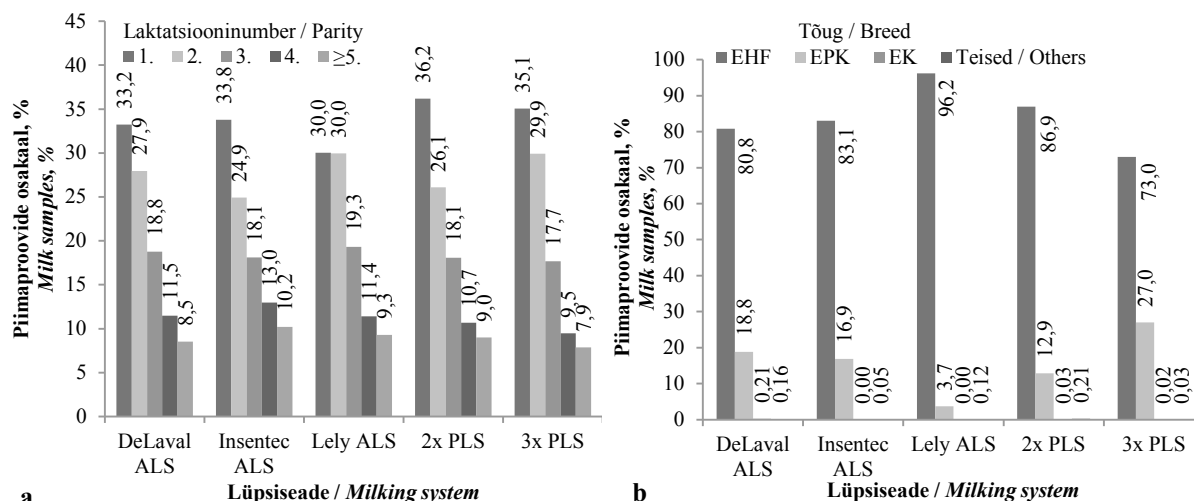 Piimaproovide osakaal, %
Milk samples, %
Laktatsiooninumber / Parity
1. 2. 3. 4. ≥5.
45
40
35
30
25
20
15
10
5
0
33,2 27,9 18,8 11,5 8,5
33,8 24,9 18,1 13,0 10,2
30,0 30,0 19,3 11,4 9,3
36,2 26,1 18,1 10,7 9,0
35,1 29,9 17,7 9,5 7,9
DeLaval ALS
Insentec ALS
Lely ALS
2x PLS
3x PLS
Lüpsiseade / Milking system
a
Piimaproovide osakaal, %
Milk samples, %
Tõug / Breed
EHF EPK EK Teised / Others
100
90
80
70
60
50
40
30
20
10
0
80,8 18,8 0,21 0,16
83,1 16,9 0,00 0,05
96,2 3,7 0,00 0,12
86,9 12,9 0,03 0,21
73,0 27,0 0,02 0,03
DeLaval ALS
Insentec ALS
Lely ALS
2x PLS
3x PLS
Lüpsiseade / Milking system
b